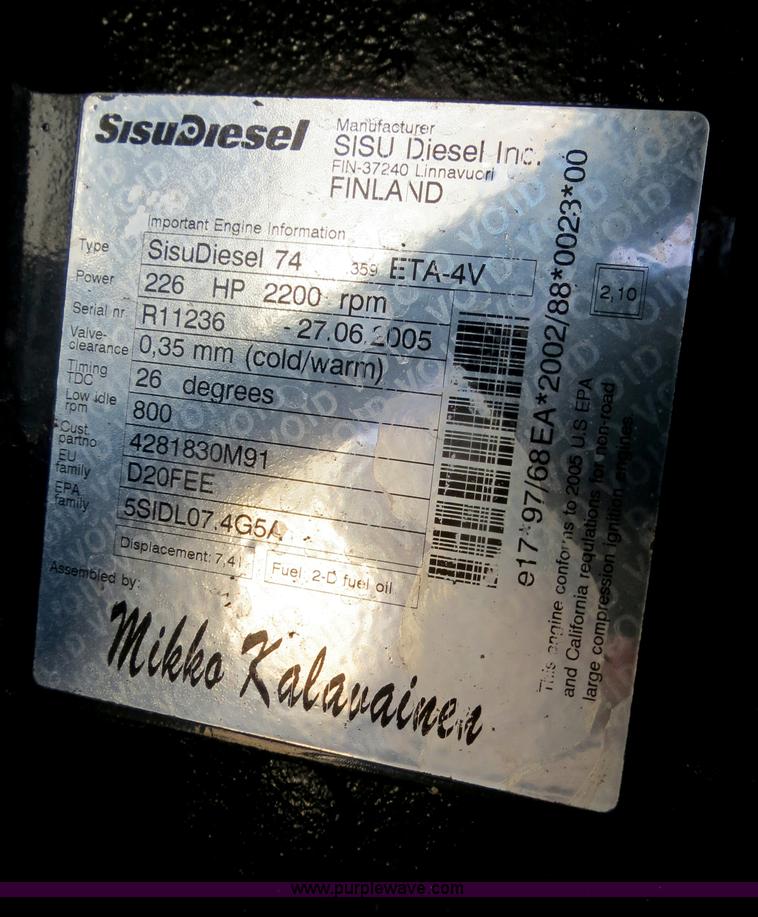 SISUDIESEL
Manufacturer
SISU Diesel Inc.
FIN-37240 Linnavuori
FINLAND
Important Engine Information
Type SisuDiesel 74 359 ETA-4V
Power 226 HP 2200 rpm
Serial nr R11236 - 27.06.2005
Valve-clearance 0,35 mm (cold/warm)
Timing TDC 26 degrees
Low idle rpm 800
Cust. partno 4281830M91
EU family D20FEE
EPA family 5SIDL07.4G5A
Displacement: 7,4 l
Fuel: 2-D fuel oil
Assembled by:
Mikko Kalavainen
e17*97/68EA*2002/88*0023*00
2,10
This engine conforms to 2005 U.S EPA
and California regulations for non-road
large compression ignition engines
www.purplewave.com